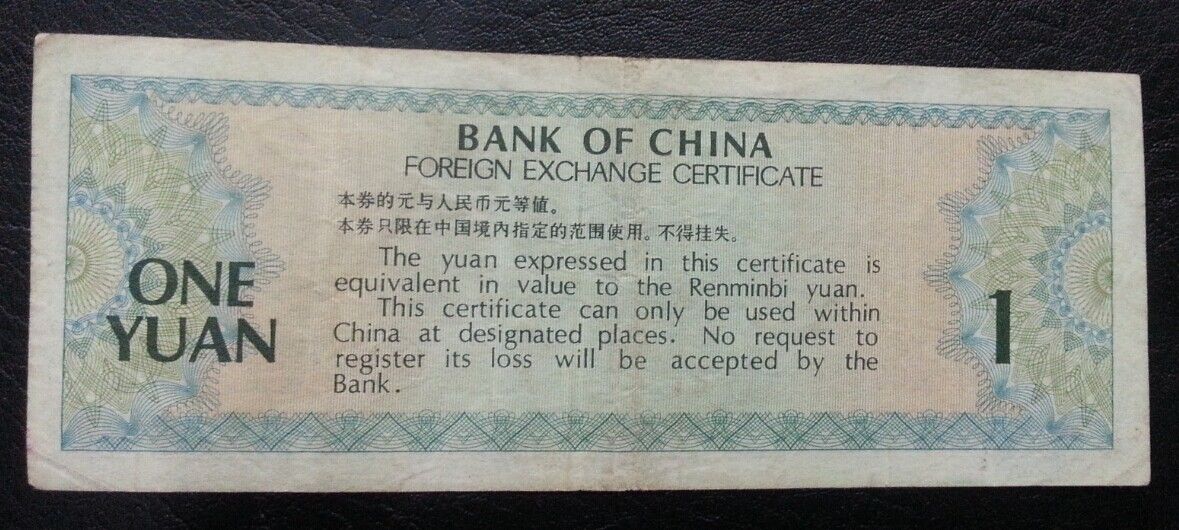 BANK OF CHINA
FOREIGN EXCHANGE CERTIFICATE
本券的元与人民币元等值。
本券只限在中国境内指定的范围使用。不得挂失。
The yuan expressed in this certificate is
equivalent in value to the Renminbi yuan.
This certificate can only be used within
China at designated places. No request to
register its loss will be accepted by the
Bank.
ONE
YUAN
1